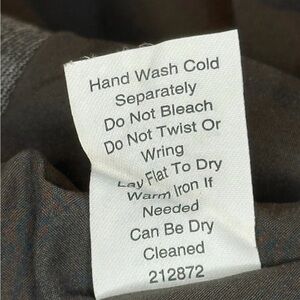 Hand Wash Cold
Separately
Do Not Bleach
Do Not Twist Or
Wring
Lay Flat To Dry
Warm Iron If
Needed
Can Be Dry
Cleaned
212872